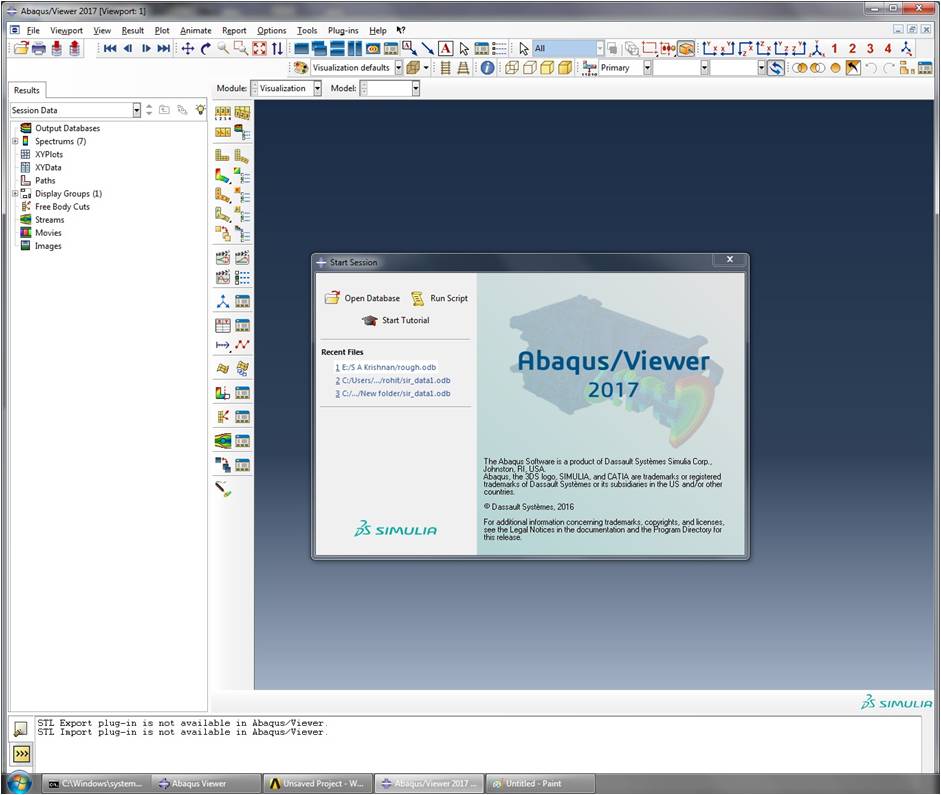 Abaqus/Viewer 2017 [Viewport: 1]
File Viewport View Result Plot Animate Report Options Tools Plug-ins Help
All
1 2 3 4
Visualization defaults
Primary
Results
Module: Visualization Model:
Session Data
Output Databases
Spectrums (7)
XYPlots
XYData
Paths
Display Groups (1)
Free Body Cuts
Streams
Movies
Images
Start Session
Open Database Run Script
Start Tutorial
Recent Files
1 E:/S A Krishnan/rough.odb
2 C:/Users/.../rohit/sir_data1.odb
3 C:/.../New folder/sir_data1.odb
SIMULIA
Abaqus/Viewer
2017
The Abaqus Software is a product of Dassault Systèmes Simulia Corp.,
Johnston, RI, USA.
Abaqus, the 3DS logo, SIMULIA, and CATIA are trademarks or registered
trademarks of Dassault Systèmes or its subsidiaries in the US and/or other
countries.
© Dassault Systèmes, 2016
For additional information concerning trademarks, copyrights, and licenses,
see the Legal Notices in the documentation and the Program Directory for
this release.
SIMULIA
STL Export plug-in is not available in Abaqus/Viewer.
STL Import plug-in is not available in Abaqus/Viewer.
>>>
C:\Windows\system... Abaqus Viewer Unsaved Project - W... Abaqus/Viewer 2017 ... Untitled - Paint